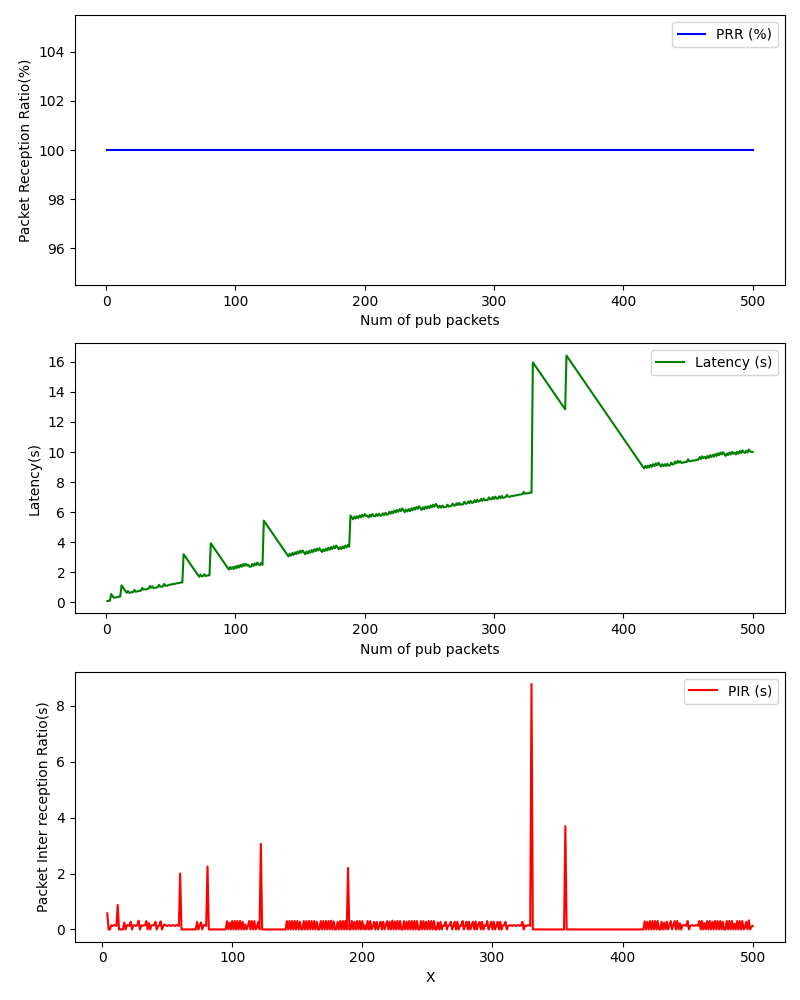 PRR (%)
104
102
100
98
96
Packet Reception Ratio(%)
0 100 200 300 400 500
Num of pub packets
Latency (s)
16
14
12
10
8
6
4
2
0
Latency(s)
0 100 200 300 400 500
Num of pub packets
PIR (s)
8
6
4
2
0
Packet Inter reception Ratio(s)
0 100 200 300 400 500
X